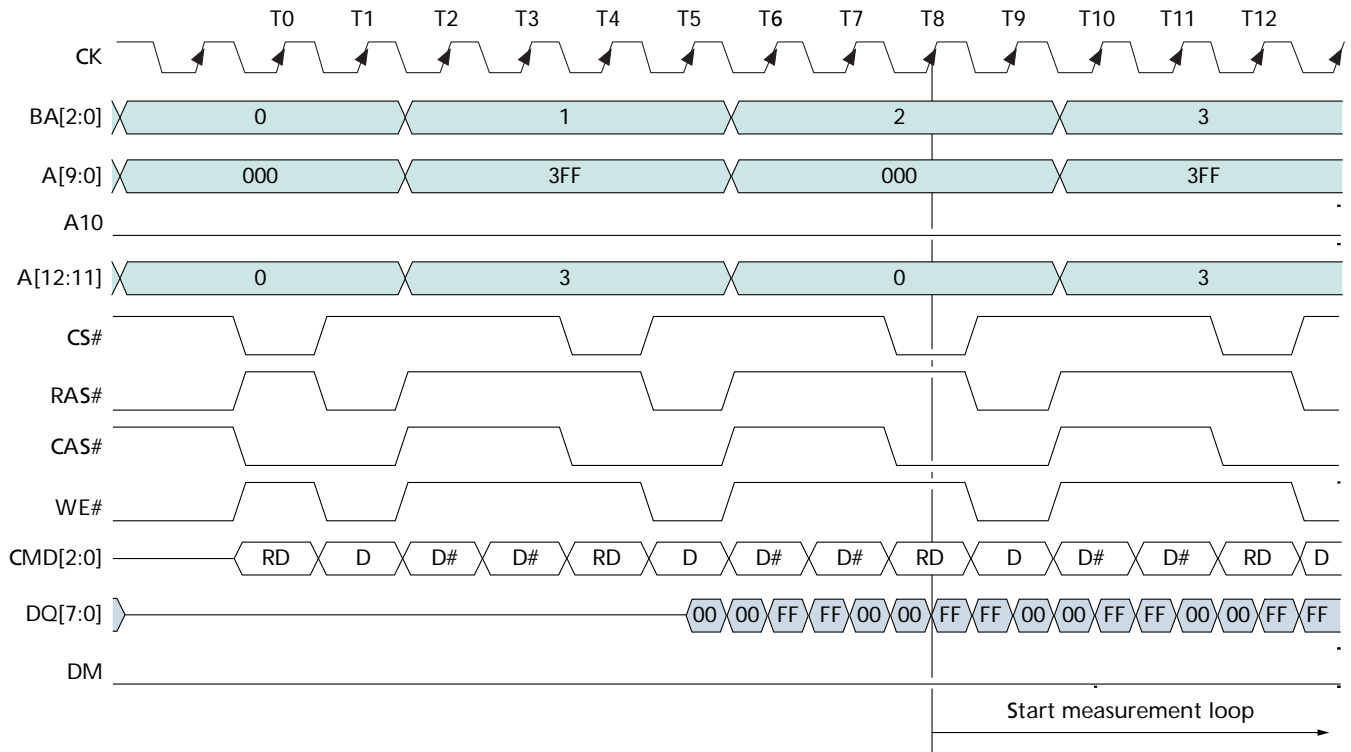 T0 T1 T2 T3 T4 T5 T6 T7 T8 T9 T10 T11 T12
CK
BA[2:0] 0 1 2 3
A[9:0] 000 3FF 000 3FF
A10
A[12:11] 0 3 0 3
CS#
RAS#
CAS#
WE#
CMD[2:0] RD D D# D# RD D D# D# RD D D# D# RD D
DQ[7:0] 00 00 FF FF 00 00 FF FF 00 00 FF FF 00 00 FF FF
DM
Start measurement loop